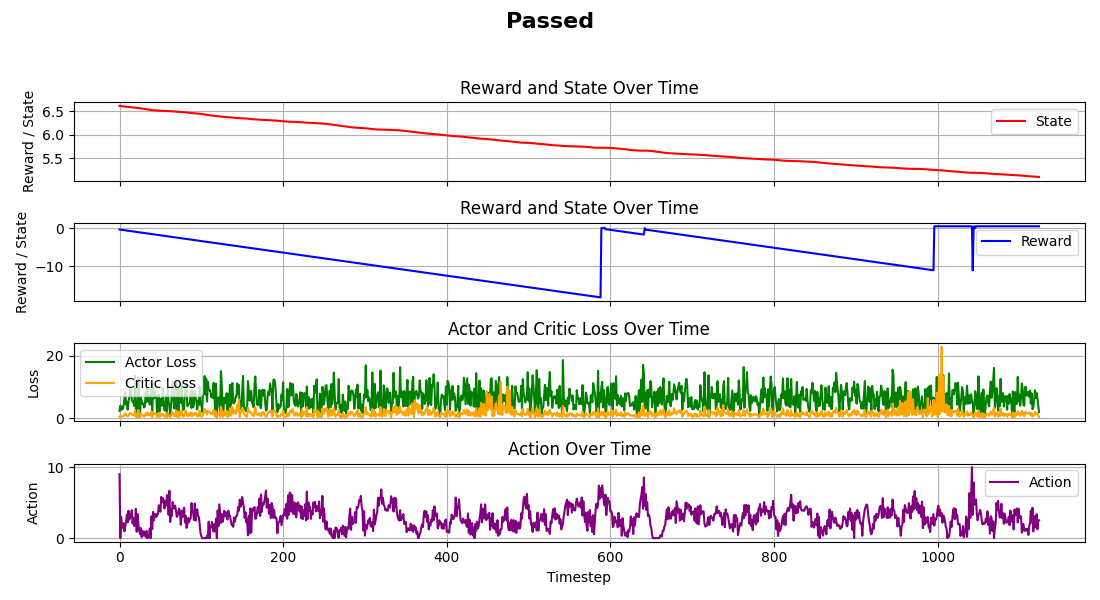 Passed
Reward and State Over Time
Reward / State
6.5
6.0
5.5
State
Reward and State Over Time
Reward / State
0
−10
Reward
Actor and Critic Loss Over Time
Loss
20
0
Actor Loss
Critic Loss
Action Over Time
Action
10
0
Action
0 200 400 600 800 1000
Timestep